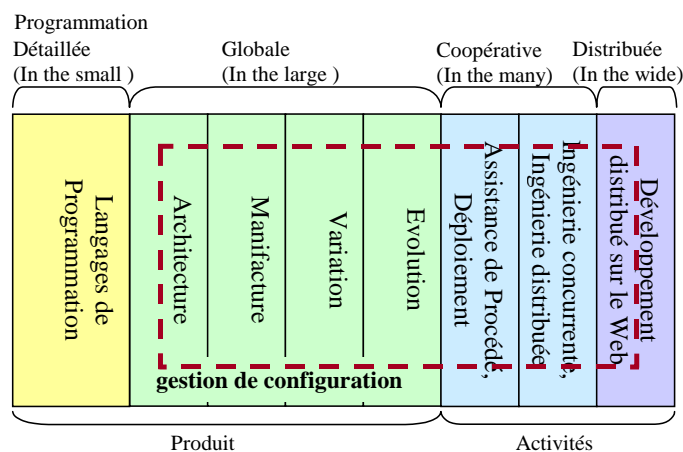 Programmation
Détaillée
(In the small )
Globale
(In the large )
Coopérative
(In the many)
Distribuée
(In the wide)
Langages de
Programmation
Architecture
Manifacture
Variation
Evolution
Assistance de Procédé,
Déploiement
Ingénierie concurrente,
Ingénierie distribuée
Développement
distribué sur le Web
gestion de configuration
Produit
Activités